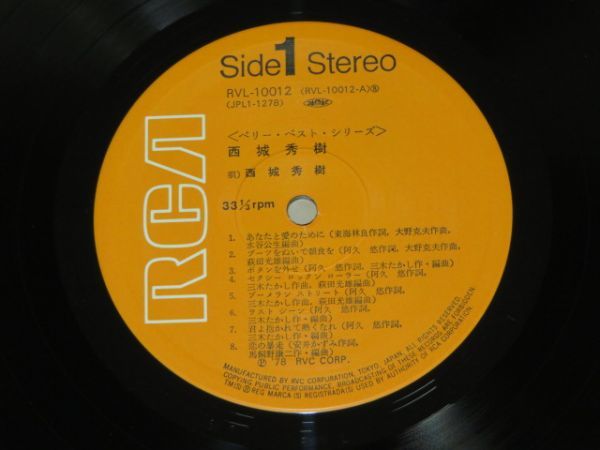 Side 1 Stereo
RVL-10012 (RVL-10012-A)Ⓡ
(JPL1-1278)
RCA
<ベリー・ベスト・シリーズ>
西城秀樹
唄)西城秀樹
33⅓rpm
1. あなたと愛のために(東海林良作詞、大野克夫作曲、
水谷公生編曲)
2. ブーツをぬいで朝食を(阿久 悠作詞、大野克夫作曲、
萩田光雄編曲)
3. ボタンを外せ(阿久 悠作詞、三木たかし作・編曲)
4. セクシー ロックン ローラー(阿久 悠作詞、
三木たかし作曲、萩田光雄編曲)
5. ブーメラン ストリート(阿久 悠作詞、
三木たかし作・編曲)
6. ラスト シーン(阿久 悠作詞、
三木たかし作・編曲)
7. 君よ抱かれて熱くなれ(阿久 悠作詞、
三木たかし作・編曲)
8. 恋の暴走(安井かずみ作詞、
馬飼野康二作・編曲)
Ⓟ '78 RVC CORP.
MANUFACTURED BY RVC CORPORATION, TOKYO, JAPAN, ALL RIGHTS RESERVED.
COPYING PUBLIC PERFORMANCE, BROADCASTING OF THESE RECORDS ARE FORBIDDEN.
TM(S) Ⓡ REG MARCA (S) REGISTRADA(S) USED BY AUTHORITY OF RCA CORPORATION.